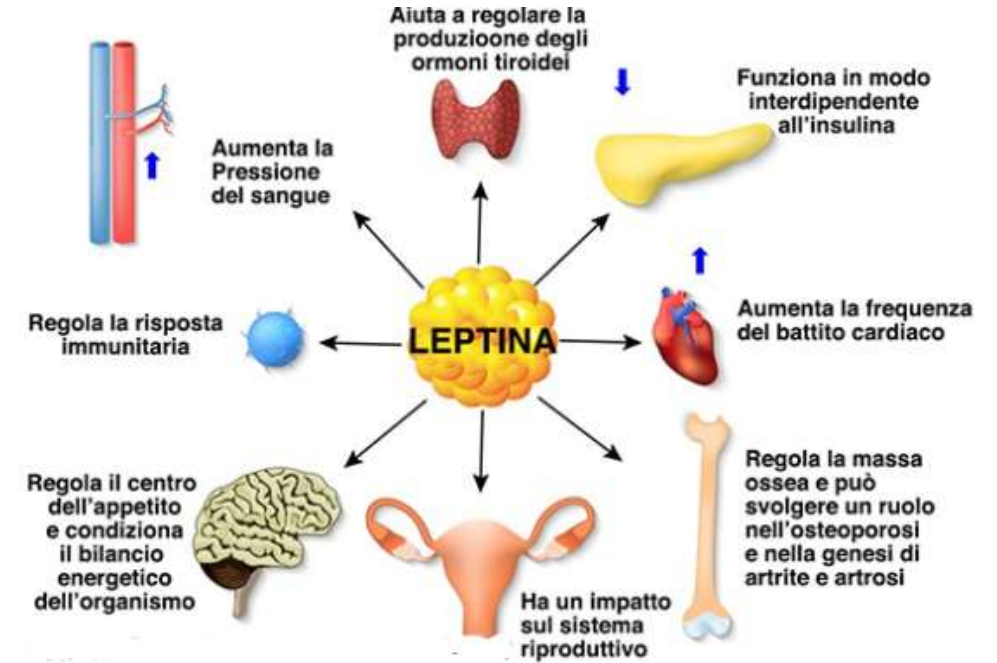 Aiuta a regolare la
produzioone degli
ormoni tiroidei
Funziona in modo
interdipendente
all'insulina
Aumenta la
Pressione
del sangue
LEPTINA
Regola la risposta
immunitaria
Aumenta la frequenza
del battito cardiaco
Regola il centro
dell'appetito
e condiziona
il bilancio
energetico
dell'organismo
Ha un impatto
sul sistema
riproduttivo
Regola la massa
ossea e può
svolgere un ruolo
nell'osteoporosi
e nella genesi di
artrite e artrosi